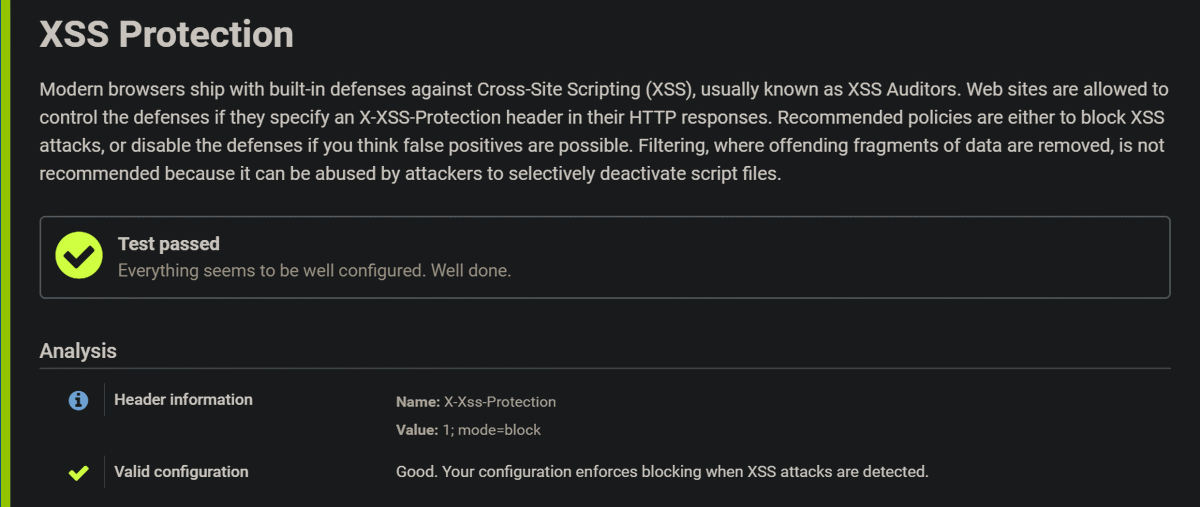 XSS Protection
Modern browsers ship with built-in defenses against Cross-Site Scripting (XSS), usually known as XSS Auditors. Web sites are allowed to
control the defenses if they specify an X-XSS-Protection header in their HTTP responses. Recommended policies are either to block XSS
attacks, or disable the defenses if you think false positives are possible. Filtering, where offending fragments of data are removed, is not
recommended because it can be abused by attackers to selectively deactivate script files.
Test passed
Everything seems to be well configured. Well done.
Analysis
Header information
Name: X-Xss-Protection
Value: 1; mode=block
Valid configuration
Good. Your configuration enforces blocking when XSS attacks are detected.